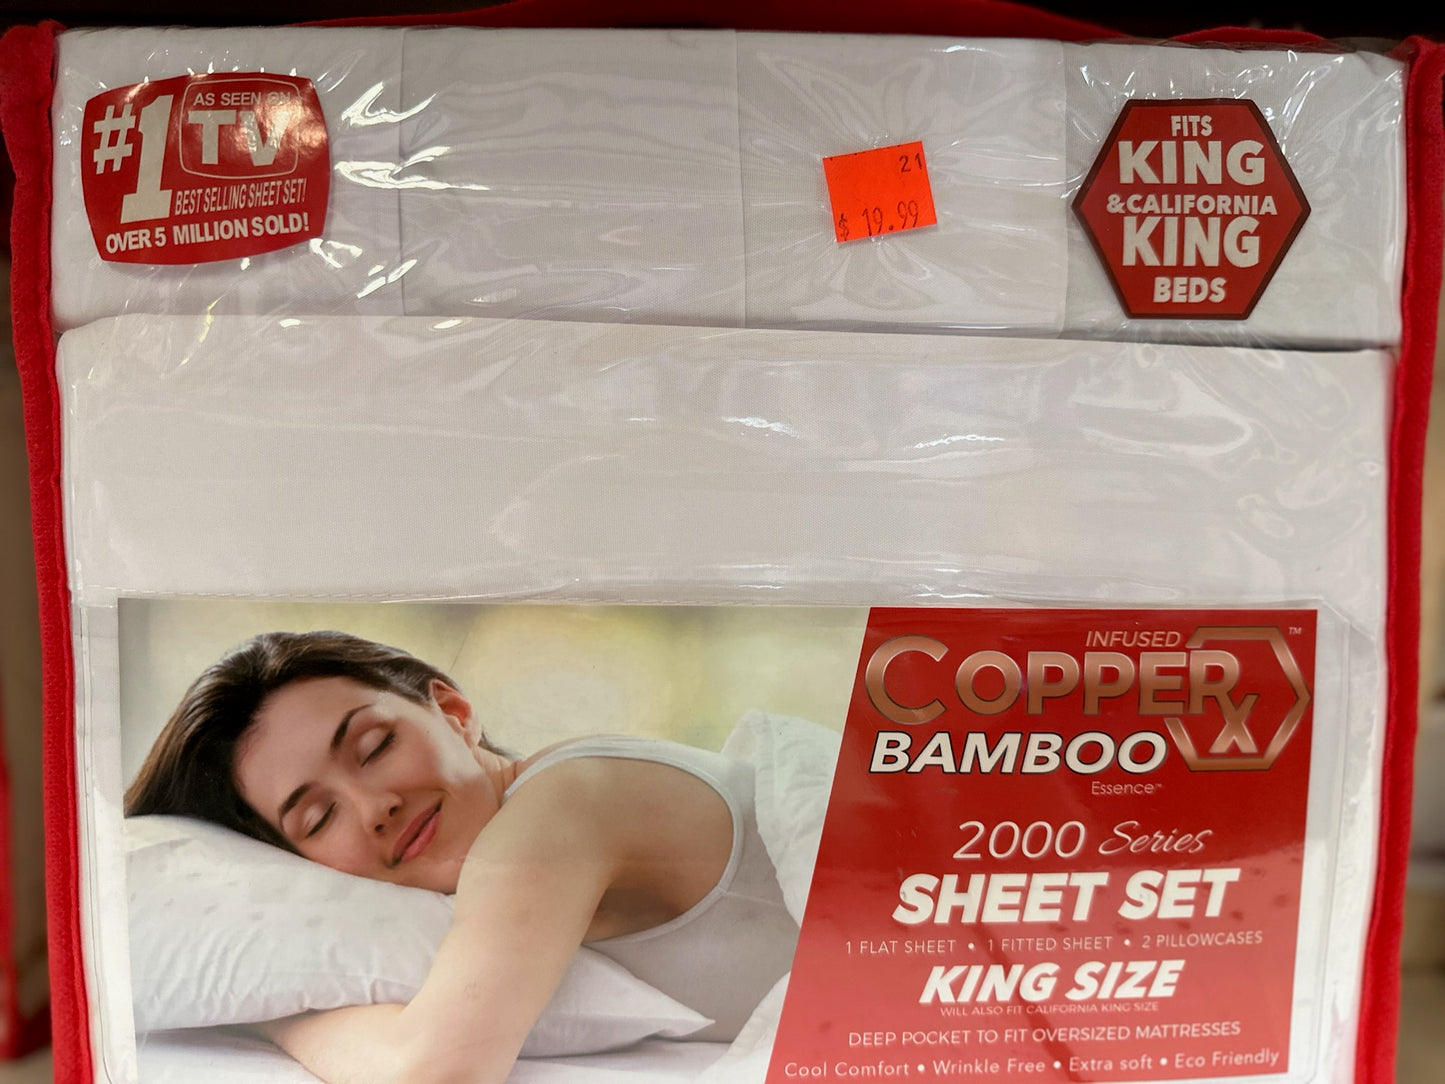 #1 AS SEEN ON
TV
BEST SELLING SHEET SET!
OVER 5 MILLION SOLD!
21
$ 19.99
FITS
KING
& CALIFORNIA
KING
BEDS
INFUSED
COPPER Rx™
BAMBOO
Essence™
2000 Series
SHEET SET
1 FLAT SHEET • 1 FITTED SHEET • 2 PILLOWCASES
KING SIZE
WILL ALSO FIT CALIFORNIA KING SIZE
DEEP POCKET TO FIT OVERSIZED MATTRESSES
Cool Comfort • Wrinkle Free • Extra soft • Eco Friendly